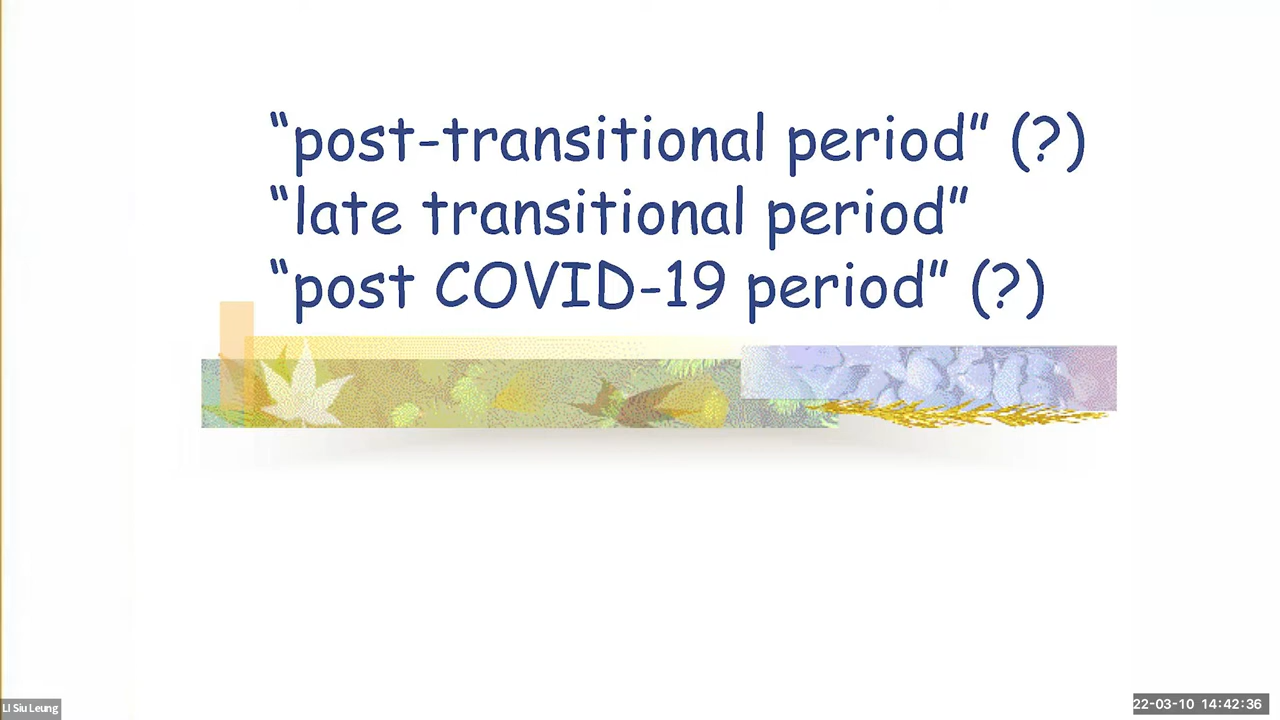 “post-transitional period” (?)
“late transitional period”
“post COVID-19 period” (?)
LI Siu Leung
22-03-10 14:42:36